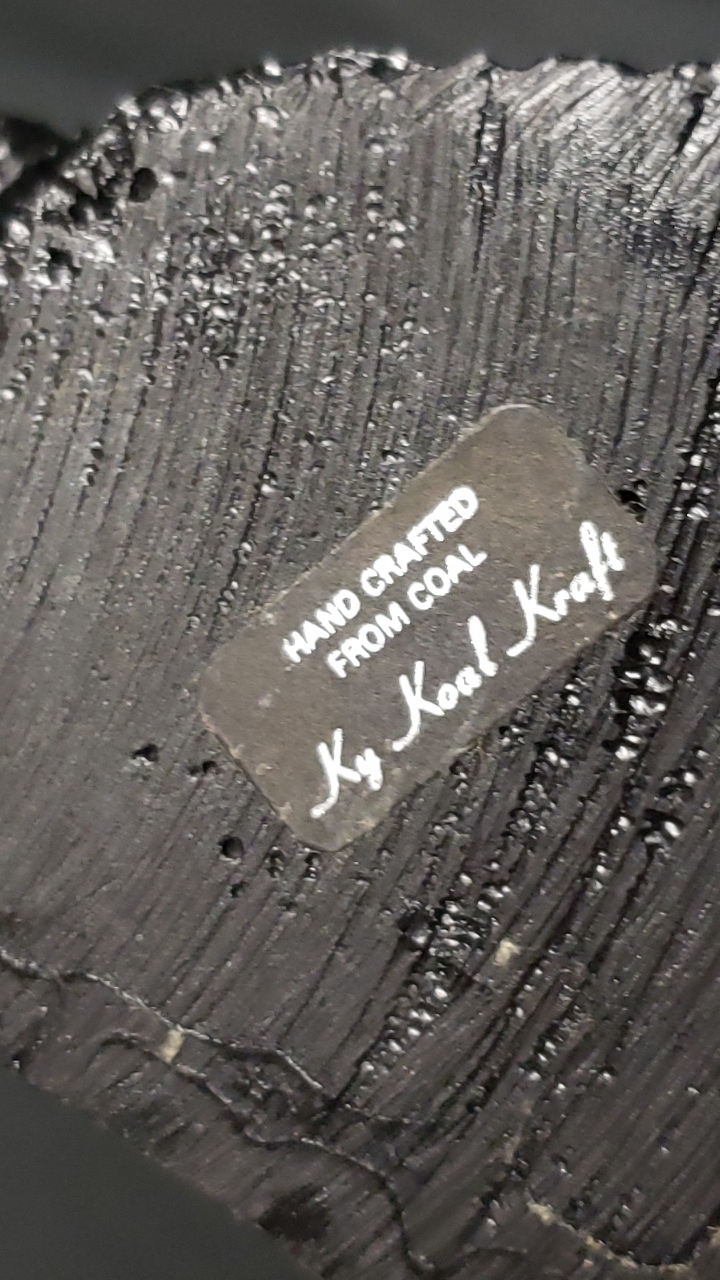 HAND CRAFTED
FROM COAL
Ky Koal Kraft